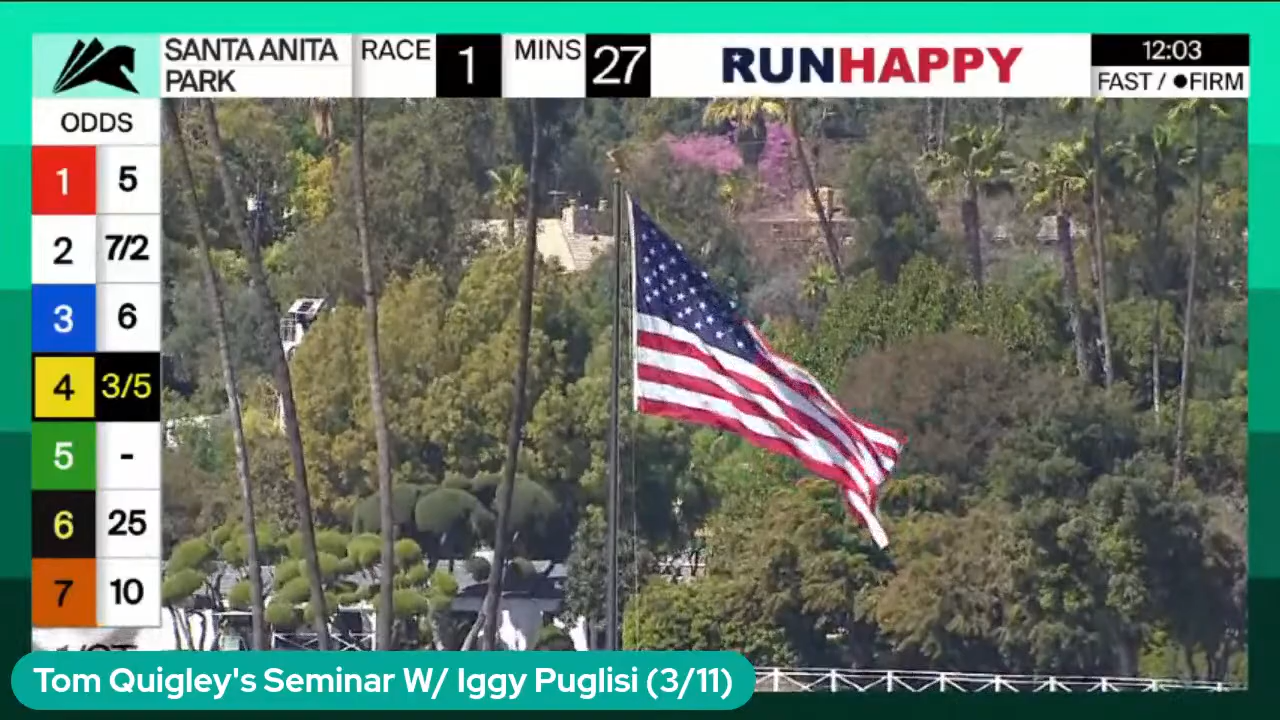 SANTA ANITA
PARK
RACE 1
MINS 27
RUNHAPPY
12:03
FAST / ●FIRM
ODDS
1 5
2 7/2
3 6
4 3/5
5 -
6 25
7 10
Tom Quigley's Seminar W/ Iggy Puglisi (3/11)